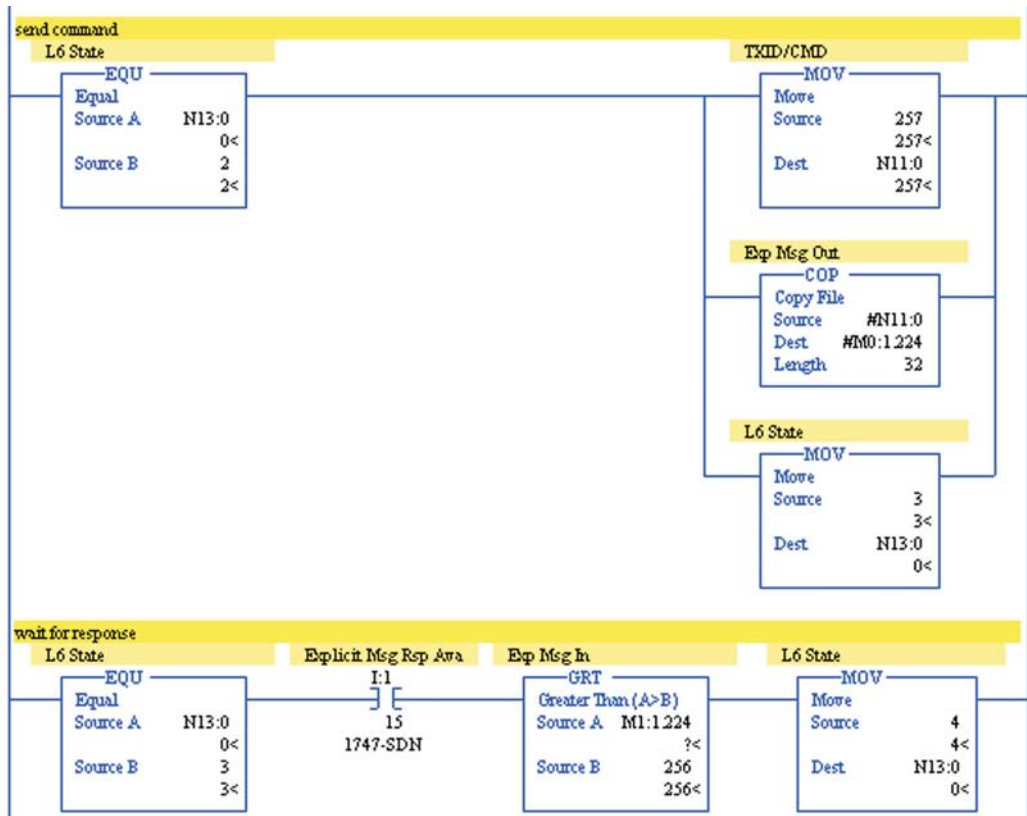 send command
L6 State
EQU
Equal
Source A N13:0
0<
Source B 2
2<
TXID/CMD
MOV
Move
Source 257
257<
Dest N11:0
257<
Exp Msg Out
COP
Copy File
Source #N11:0
Dest #M0:1.224
Length 32
L6 State
MOV
Move
Source 3
3<
Dest N13:0
0<
wait for response
L6 State
EQU
Equal
Source A N13:0
0<
Source B 3
3<
Explicit Msg Rsp Ava
I:1
15
1747-SDN
Exp Msg In
GRT
Greater Than (A>B)
Source A M1:1.224
?<
Source B 256
256<
L6 State
MOV
Move
Source 4
4<
Dest N13:0
0<